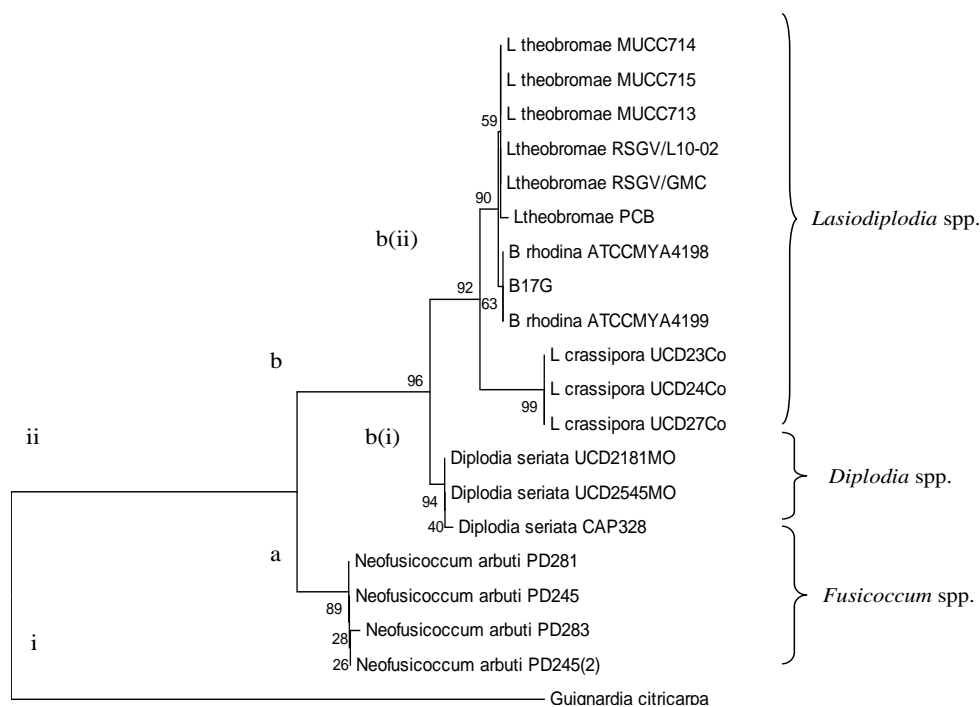 L theobromae MUCC714
L theobromae MUCC715
L theobromae MUCC713
59
Ltheobromae RSGV/L10-02
Ltheobromae RSGV/GMC
90
Ltheobromae PCB
Lasiodiplodia spp.
b(ii)
B rhodina ATCCMYA4198
92
63
B17G
B rhodina ATCCMYA4199
b
L crassipora UCD23Co
96
L crassipora UCD24Co
99
L crassipora UCD27Co
ii
b(i)
Diplodia seriata UCD2181MO
Diplodia spp.
94
Diplodia seriata UCD2545MO
40
Diplodia seriata CAP328
a
Neofusicoccum arbuti PD281
Fusicoccum spp.
89
Neofusicoccum arbuti PD245
i
28
Neofusicoccum arbuti PD283
26
Neofusicoccum arbuti PD245(2)
Guignardia citricarpa